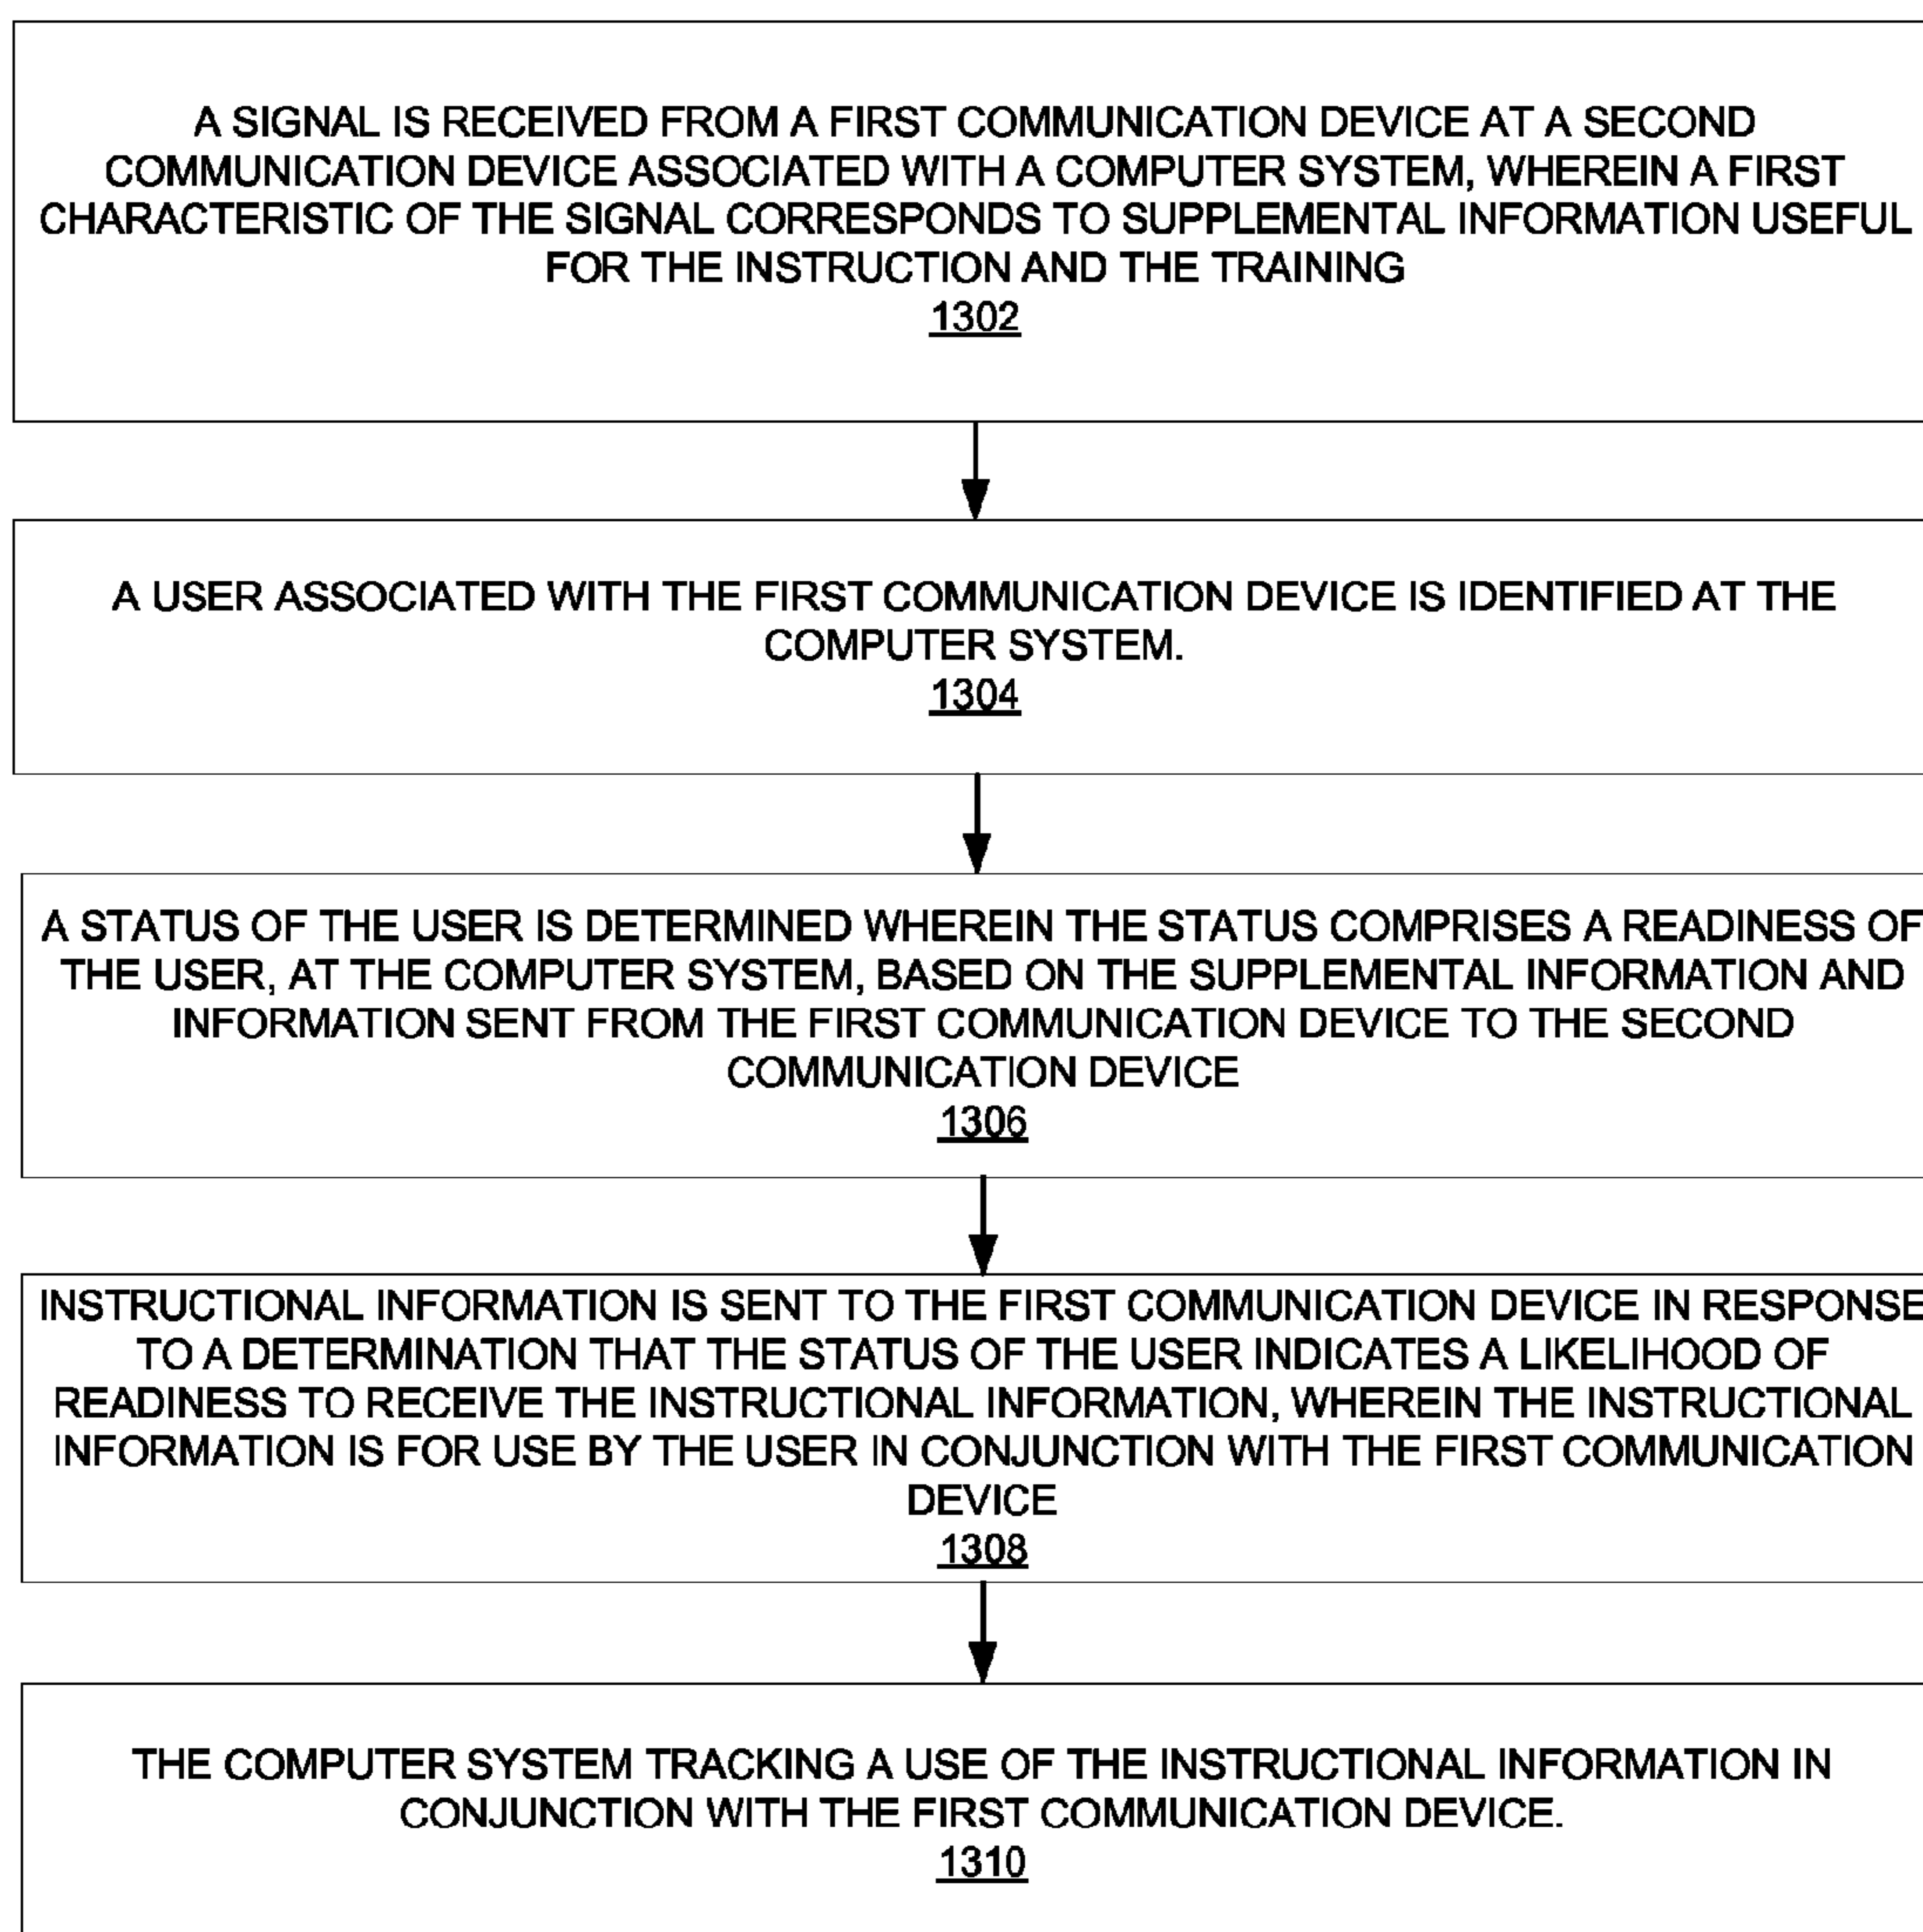 A SIGNAL IS RECEIVED FROM A FIRST COMMUNICATION DEVICE AT A SECOND
COMMUNICATION DEVICE ASSOCIATED WITH A COMPUTER SYSTEM, WHEREIN A FIRST
CHARACTERISTIC OF THE SIGNAL CORRESPONDS TO SUPPLEMENTAL INFORMATION USEFUL
FOR THE INSTRUCTION AND THE TRAINING
1302
A USER ASSOCIATED WITH THE FIRST COMMUNICATION DEVICE IS IDENTIFIED AT THE
COMPUTER SYSTEM.
1304
A STATUS OF THE USER IS DETERMINED WHEREIN THE STATUS COMPRISES A READINESS OF
THE USER, AT THE COMPUTER SYSTEM, BASED ON THE SUPPLEMENTAL INFORMATION AND
INFORMATION SENT FROM THE FIRST COMMUNICATION DEVICE TO THE SECOND
COMMUNICATION DEVICE
1306
INSTRUCTIONAL INFORMATION IS SENT TO THE FIRST COMMUNICATION DEVICE IN RESPONSE
TO A DETERMINATION THAT THE STATUS OF THE USER INDICATES A LIKELIHOOD OF
READINESS TO RECEIVE THE INSTRUCTIONAL INFORMATION, WHEREIN THE INSTRUCTIONAL
INFORMATION IS FOR USE BY THE USER IN CONJUNCTION WITH THE FIRST COMMUNICATION
DEVICE
1308
THE COMPUTER SYSTEM TRACKING A USE OF THE INSTRUCTIONAL INFORMATION IN
CONJUNCTION WITH THE FIRST COMMUNICATION DEVICE.
1310